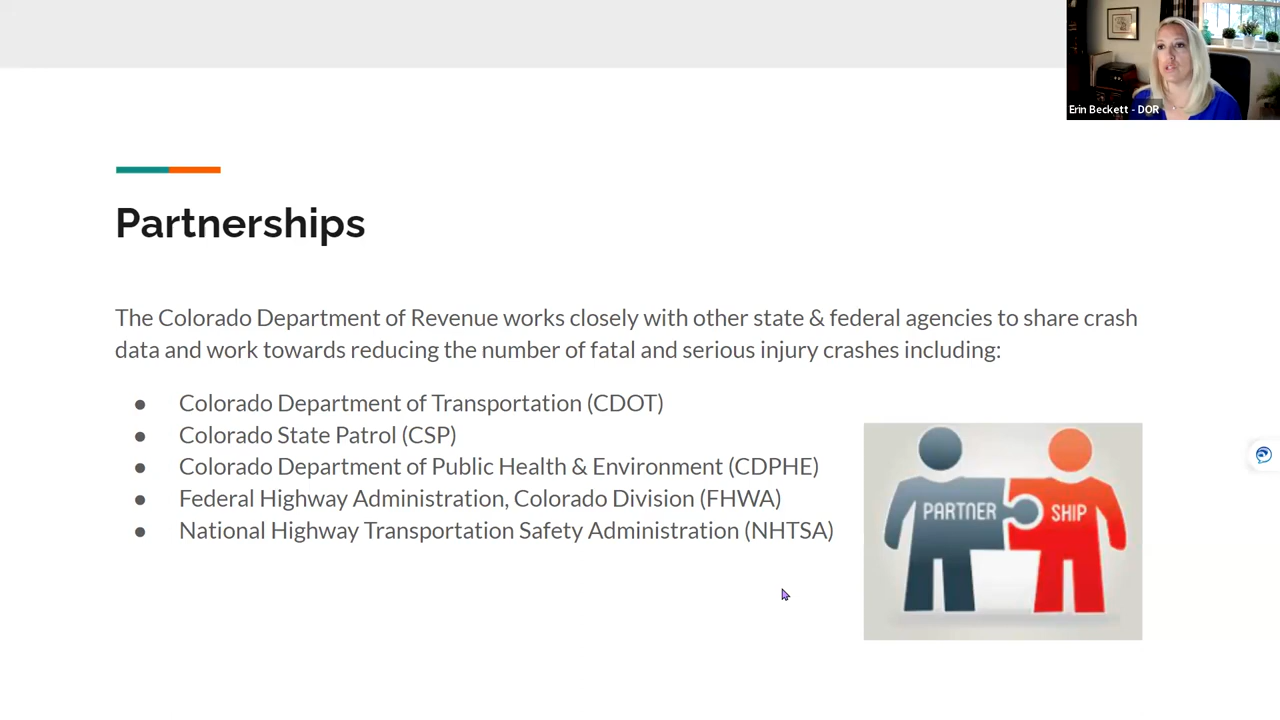 Erin Beckett - DOR
Partnerships
The Colorado Department of Revenue works closely with other state & federal agencies to share crash
data and work towards reducing the number of fatal and serious injury crashes including:
● Colorado Department of Transportation (CDOT)
● Colorado State Patrol (CSP)
● Colorado Department of Public Health & Environment (CDPHE)
● Federal Highway Administration, Colorado Division (FHWA)
● National Highway Transportation Safety Administration (NHTSA)
PARTNER SHIP